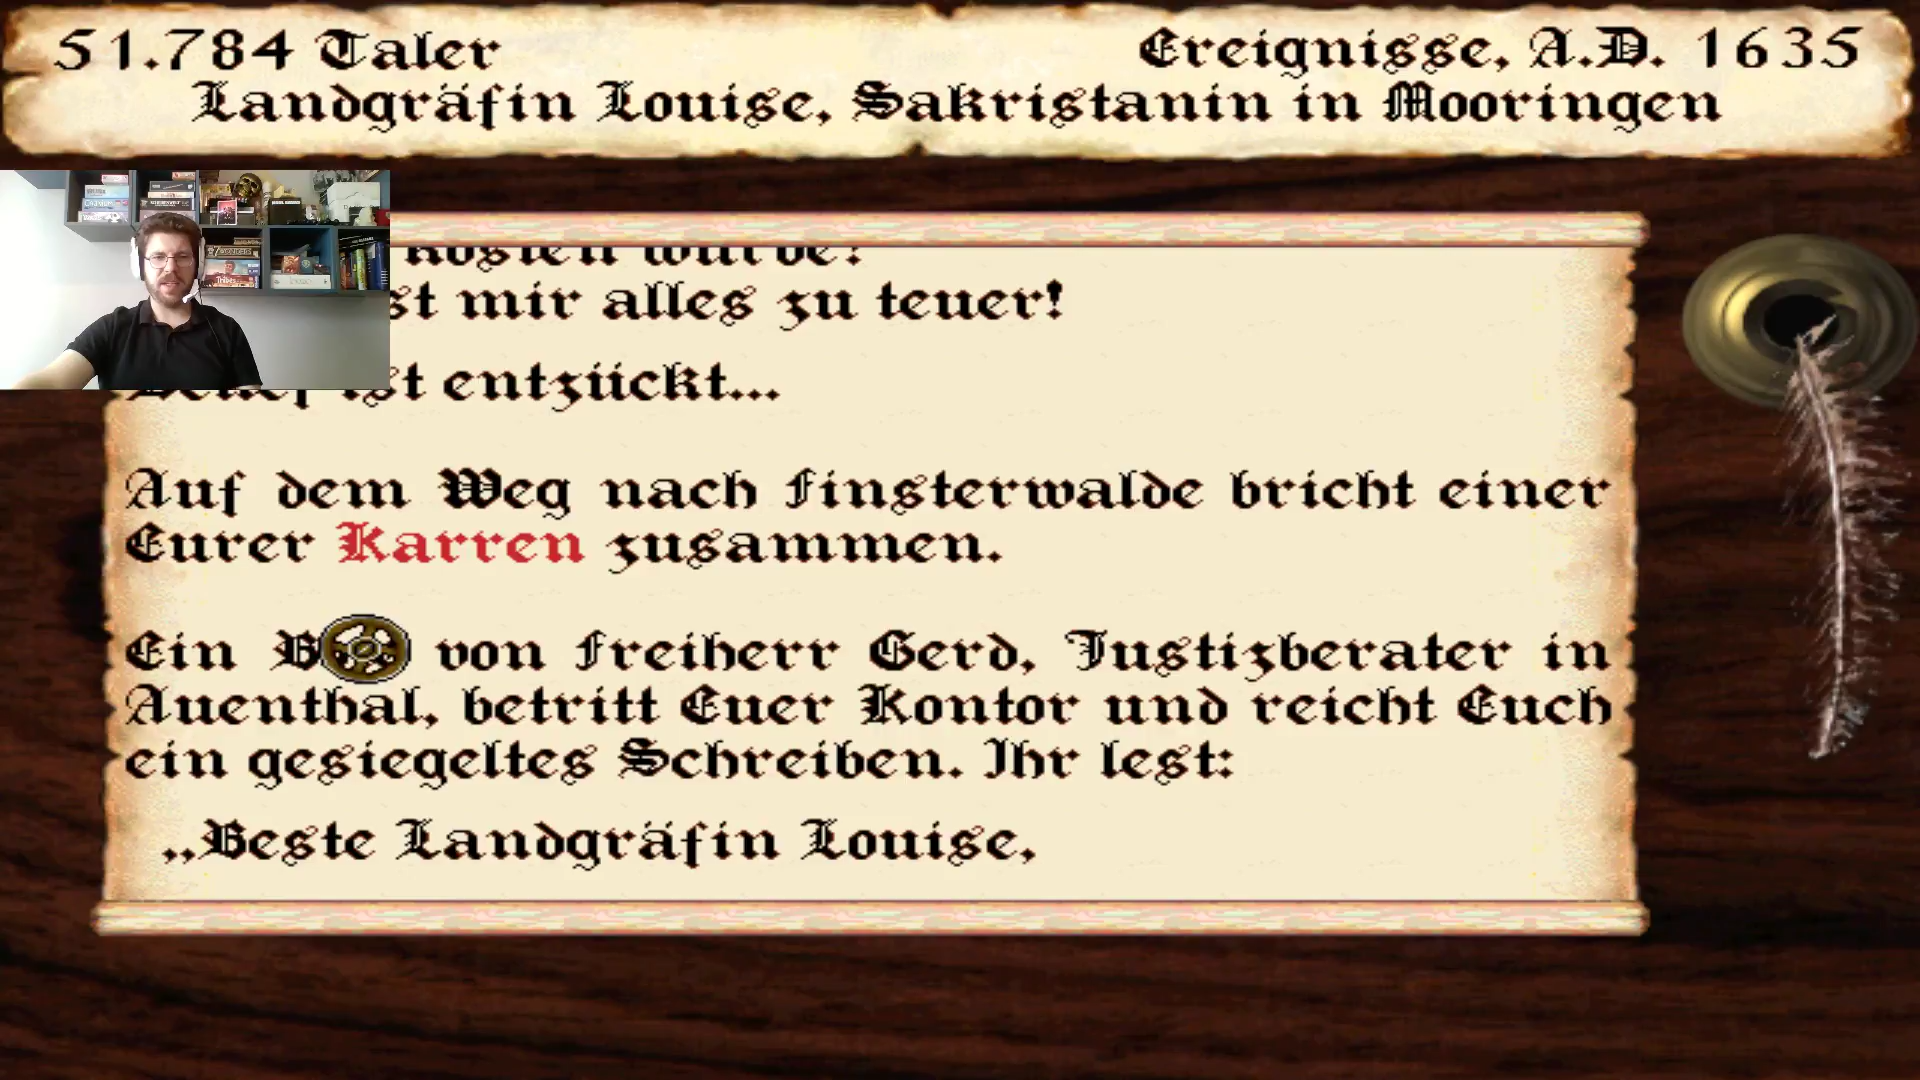 51.784 Taler
Ereignisse, A.D. 1635
Landgräfin Louise, Sakristanin in Mooringen
kosten würde?
mir alles zu teuer!
entzückt...
Auf dem Weg nach Finsterwalde bricht einer
Eurer Karren zusammen.
Ein von Freiherr Gerd, Justizberater in
Auenthal, betritt Euer Kontor und reicht Euch
ein gesiegeltes Schreiben. Ihr lest:
„Beste Landgräfin Louise,